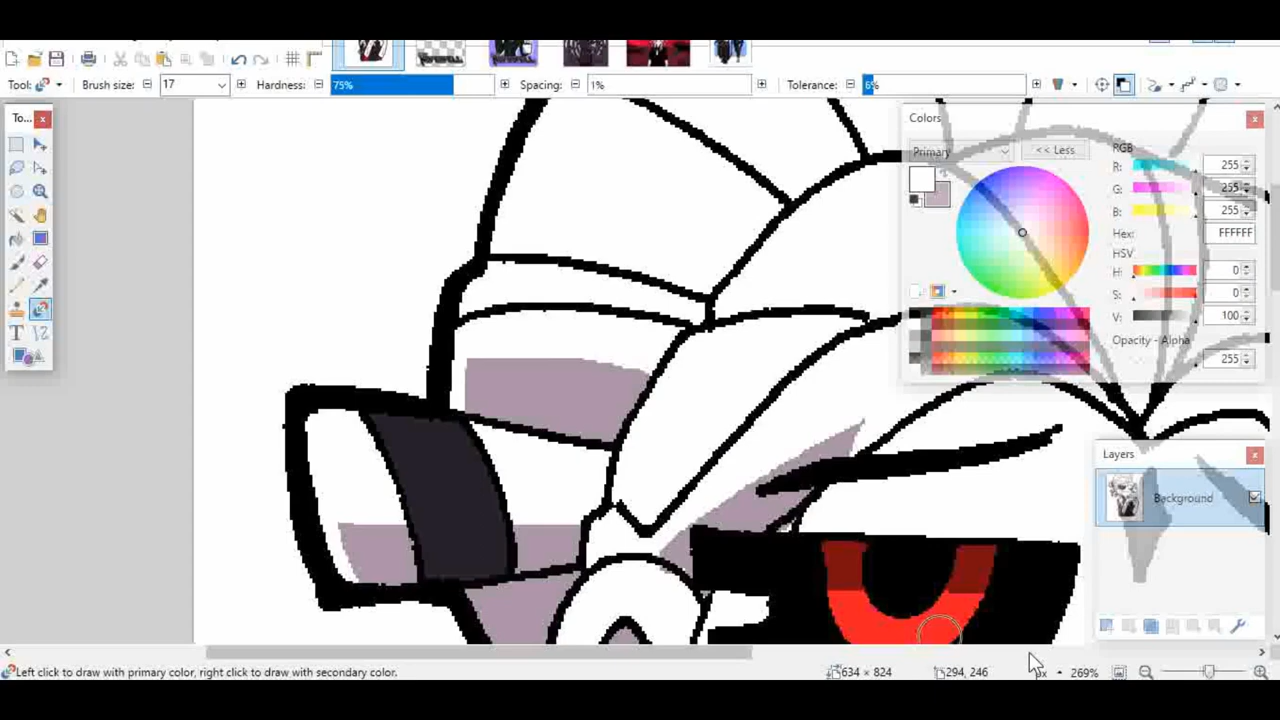 Tool:
Brush size:
17
Hardness:
75%
Spacing:
1%
Tolerance:
6%
To...
Colors
Primary
<< Less
RGB
R:
255
G:
255
B:
255
Hex:
FFFFFF
HSV
H:
0
S:
0
V:
100
Opacity - Alpha
255
Layers
Background
Left click to draw with primary color, right click to draw with secondary color.
634 × 824
294, 246
269%